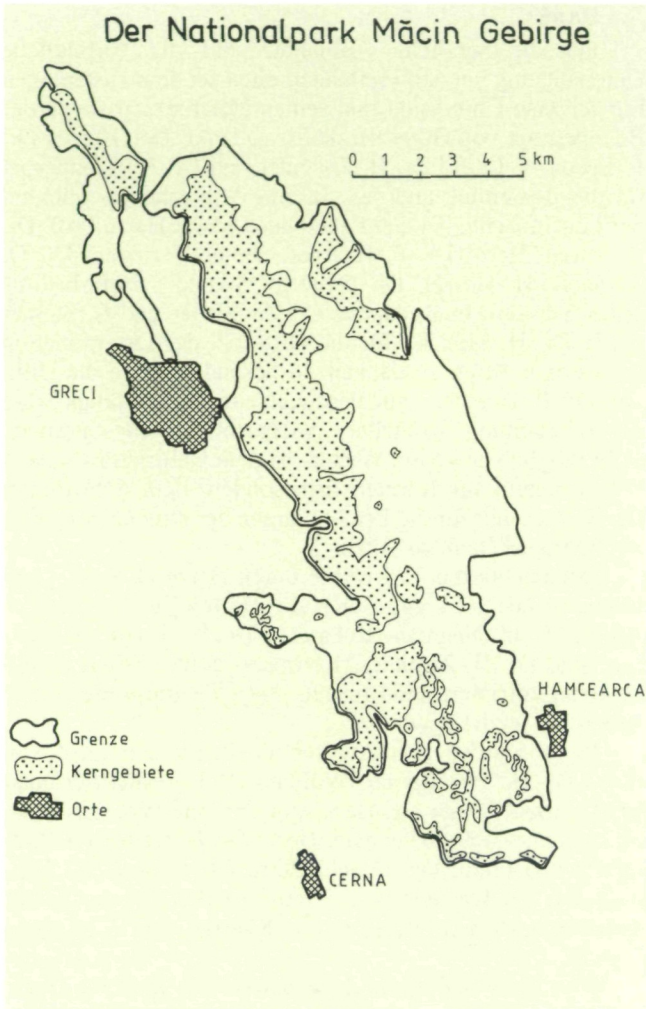 Der Nationalpark Măcin Gebirge
0 1 2 3 4 5 km
GRECI
HAMCEARCA
Grenze
Kerngebiete
Orte
CERNA